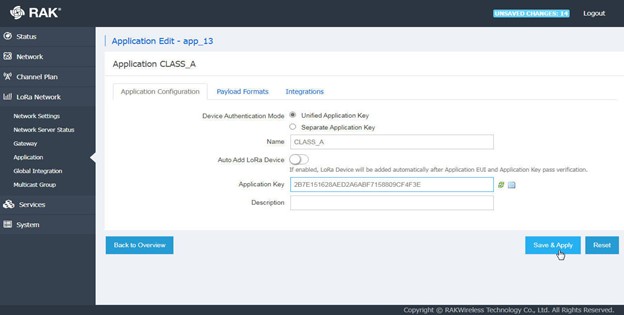 RAK®
UNSAVED CHANGES: 14
Logout
Status
Network
Channel Plan
LoRa Network
Network Settings
Network Server Status
Gateway
Application
Global Integration
Multicast Group
Services
System
Application Edit - app_13
Application CLASS_A
Application Configuration
Payload Formats
Integrations
Device Authentication Mode
Unified Application Key
Separate Application Key
Name
CLASS_A
Auto Add LoRa Device
If enabled, LoRa Device will be added automatically after Application EUI and Application Key pass verification.
Application Key
2B7E151628AED2A6ABF7158809CF4F3E
Description
Back to Overview
Save & Apply
Reset
Copyright © RAKWireless Technology Co., Ltd. All Rights Reserved.